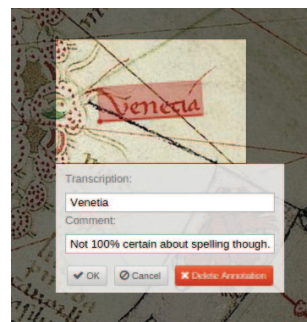 Venetia
Transcription:
Venetia
Comment:
Not 100% certain about spelling though.
OK
Cancel
Delete Annotation